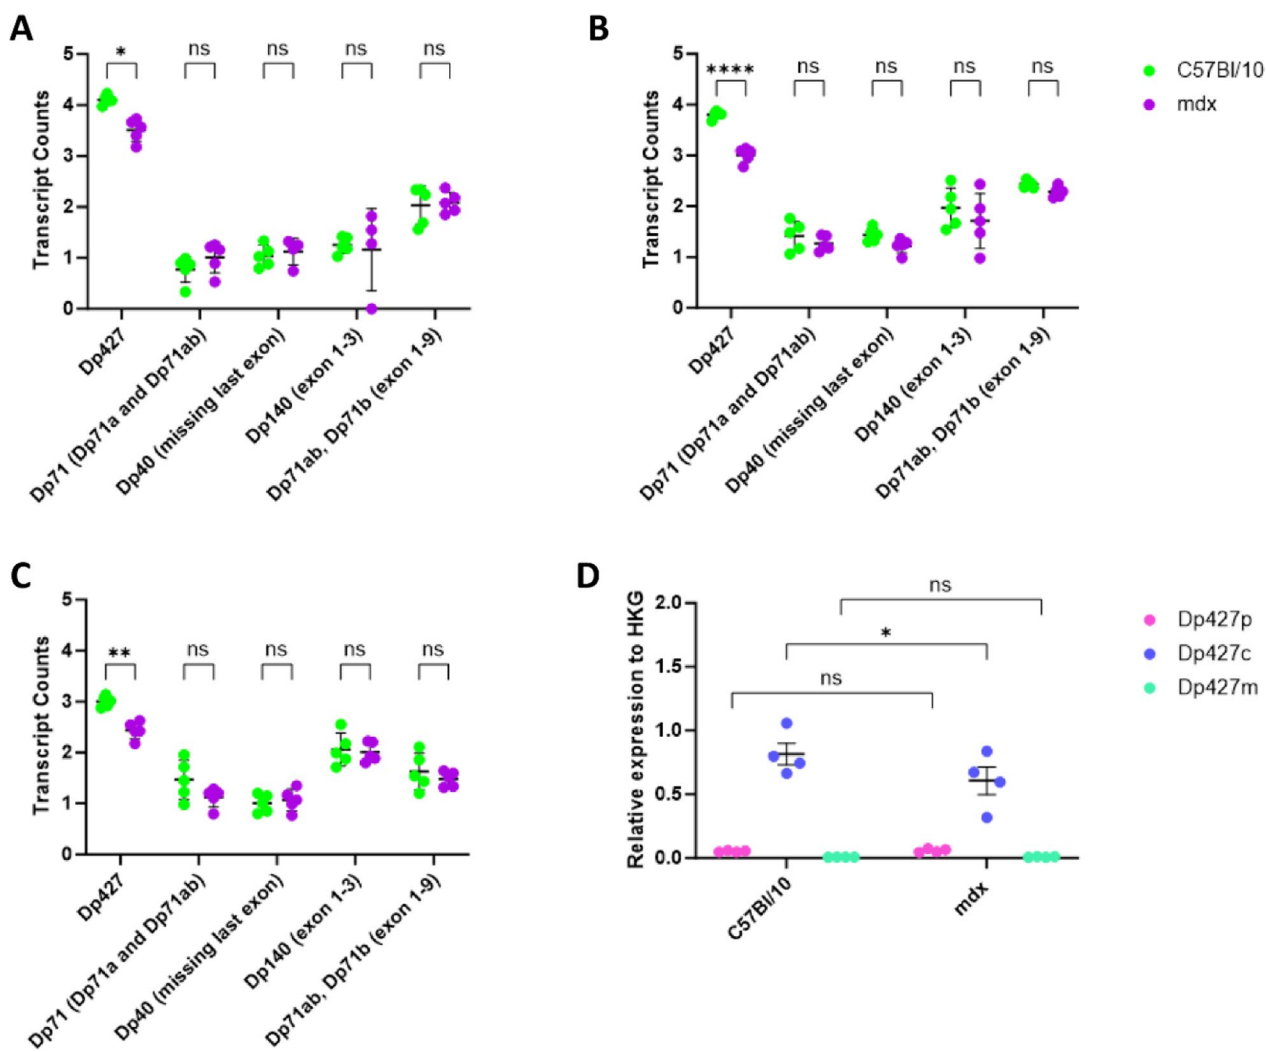 A
Transcript Counts
5
4
3
2
1
0
*
ns
ns
ns
ns
Dp427
Dp71 (Dp71a and Dp71ab)
Dp40 (missing last exon)
Dp140 (exon 1-3)
Dp71ab, Dp71b (exon 1-9)
B
Transcript Counts
5
4
3
2
1
0
****
ns
ns
ns
ns
Dp427
Dp71 (Dp71a and Dp71ab)
Dp40 (missing last exon)
Dp140 (exon 1-3)
Dp71ab, Dp71b (exon 1-9)
C57Bl/10
mdx
C
Transcript Counts
5
4
3
2
1
0
**
ns
ns
ns
ns
Dp427
Dp71 (Dp71a and Dp71ab)
Dp40 (missing last exon)
Dp140 (exon 1-3)
Dp71ab, Dp71b (exon 1-9)
D
Relative expression to HKG
2.0
1.5
1.0
0.5
0.0
ns
*
ns
C57Bl/10
mdx
Dp427p
Dp427c
Dp427m